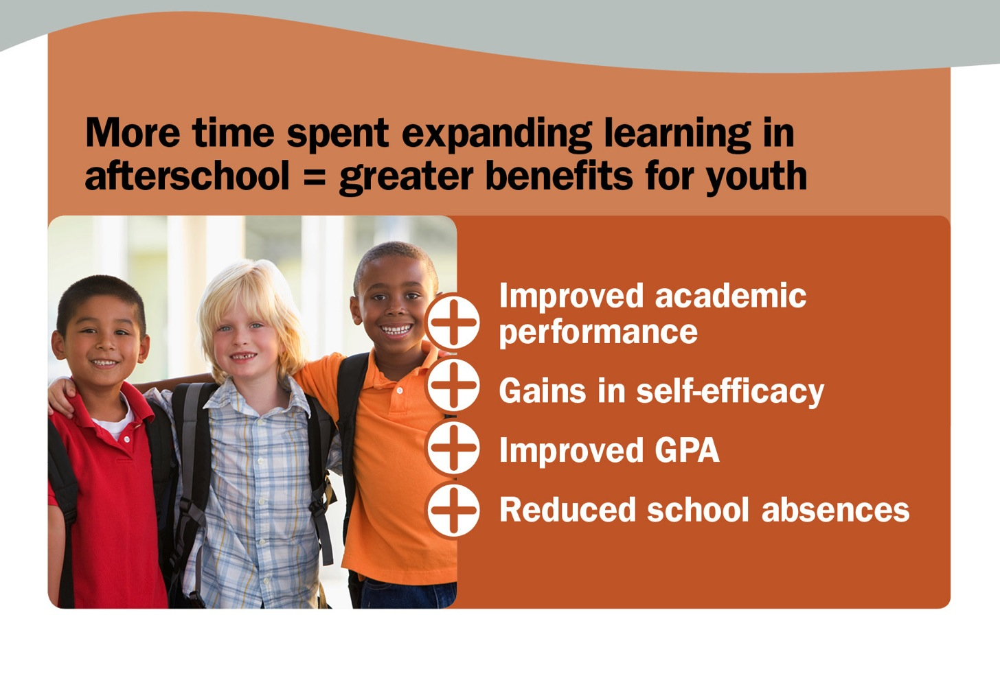 More time spent expanding learning in
afterschool = greater benefits for youth
Improved academic
performance
Gains in self-efficacy
Improved GPA
Reduced school absences